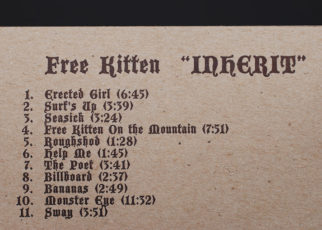 Free Kitten "INHERIT"
1. Erected Girl (6:45)
2. Surf's Up (3:39)
3. Seasick (3:24)
4. Free Kitten On the Mountain (7:51)
5. Roughshod (1:28)
6. Help Me (1:45)
7. The Poet (3:41)
8. Billboard (2:37)
9. Bananas (2:49)
10. Monster Eye (11:32)
11. Sway (3:51)